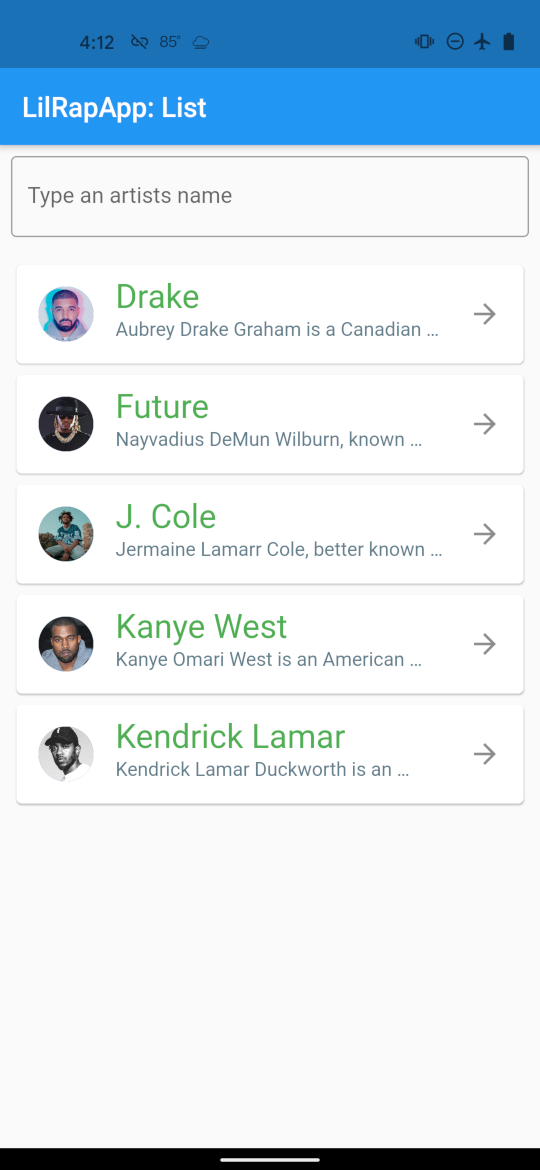 4:12 85°
LilRapApp: List
Type an artists name
Drake
Aubrey Drake Graham is a Canadian …
Future
Nayvadius DeMun Wilburn, known …
J. Cole
Jermaine Lamarr Cole, better known …
Kanye West
Kanye Omari West is an American …
Kendrick Lamar
Kendrick Lamar Duckworth is an …